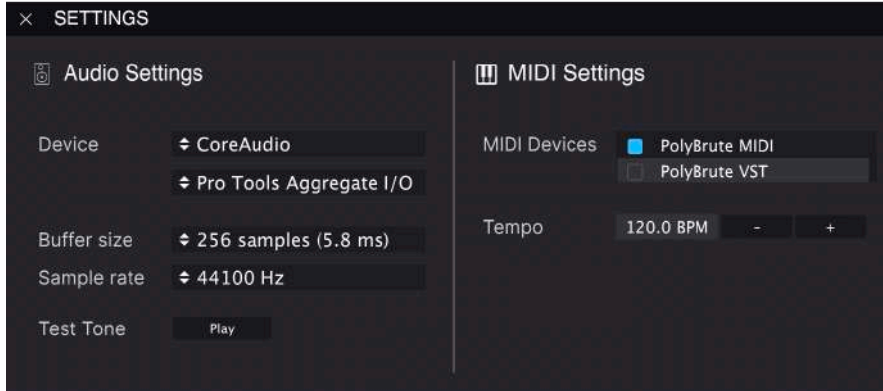 SETTINGS
Audio Settings
Device
CoreAudio
Pro Tools Aggregate I/O
Buffer size
256 samples (5.8 ms)
Sample rate
44100 Hz
Test Tone
Play
MIDI Settings
MIDI Devices
PolyBrute MIDI
PolyBrute VST
Tempo
120.0 BPM
-
+